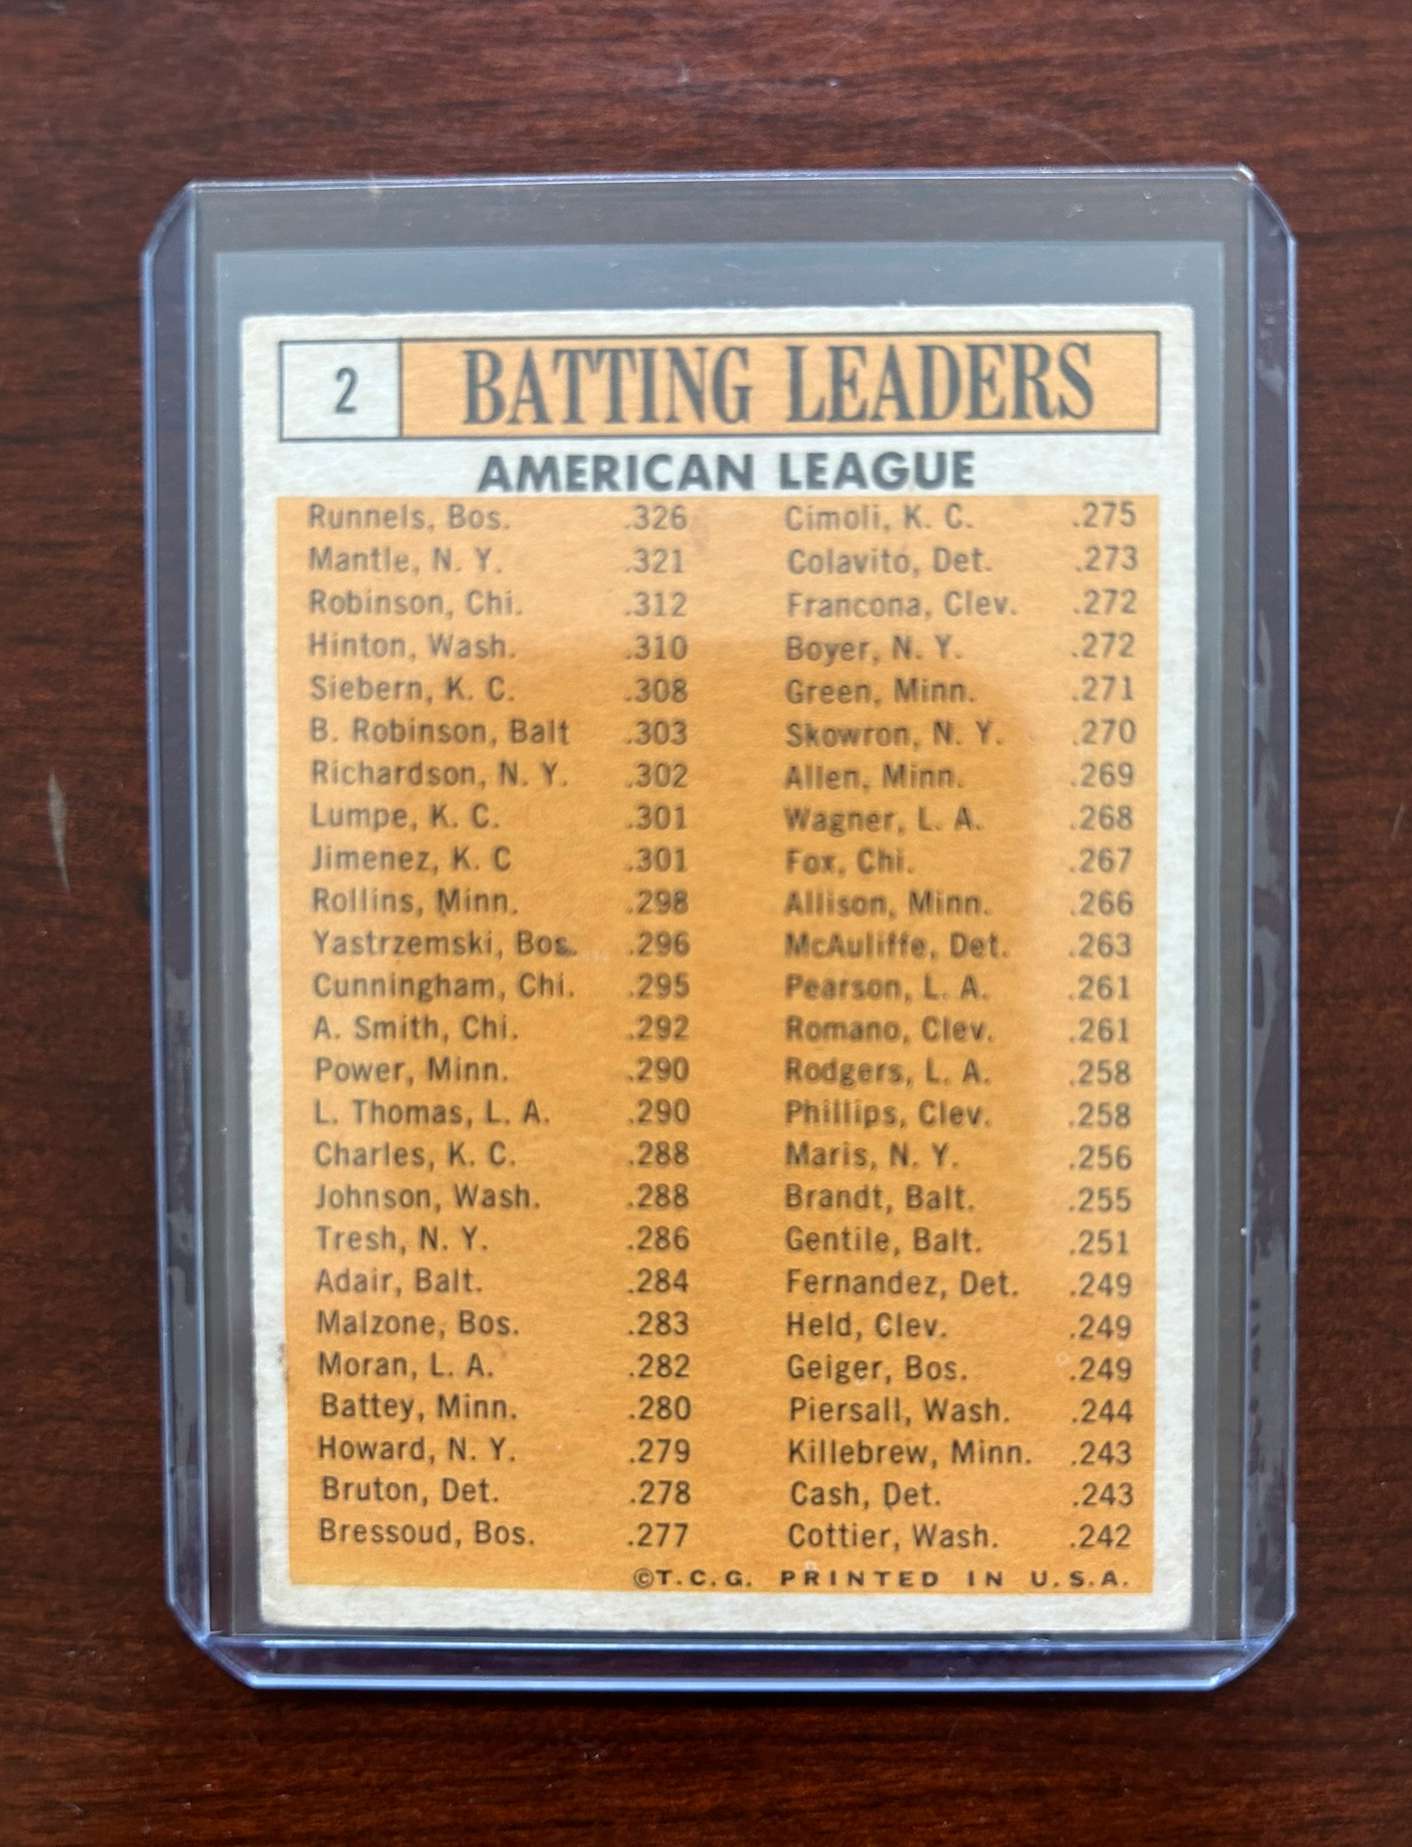 2 BATTING LEADERS
AMERICAN LEAGUE
Runnels, Bos. .326
Mantle, N. Y. .321
Robinson, Chi. .312
Hinton, Wash. .310
Siebern, K. C. .308
B. Robinson, Balt .303
Richardson, N. Y. .302
Lumpe, K. C. .301
Jimenez, K. C .301
Rollins, Minn. .298
Yastrzemski, Bos. .296
Cunningham, Chi. .295
A. Smith, Chi. .292
Power, Minn. .290
L. Thomas, L. A. .290
Charles, K. C. .288
Johnson, Wash. .288
Tresh, N. Y. .286
Adair, Balt. .284
Malzone, Bos. .283
Moran, L. A. .282
Battey, Minn. .280
Howard, N. Y. .279
Bruton, Det. .278
Bressoud, Bos. .277
Cimoli, K. C. .275
Colavito, Det. .273
Francona, Clev. .272
Boyer, N. Y. .272
Green, Minn. .271
Skowron, N. Y. .270
Allen, Minn. .269
Wagner, L. A. .268
Fox, Chi. .267
Allison, Minn. .266
McAuliffe, Det. .263
Pearson, L. A. .261
Romano, Clev. .261
Rodgers, L. A. .258
Phillips, Clev. .258
Maris, N. Y. .256
Brandt, Balt. .255
Gentile, Balt. .251
Fernandez, Det. .249
Held, Clev. .249
Geiger, Bos. .249
Piersall, Wash. .244
Killebrew, Minn. .243
Cash, Det. .243
Cottier, Wash. .242
©T.C.G. PRINTED IN U.S.A.